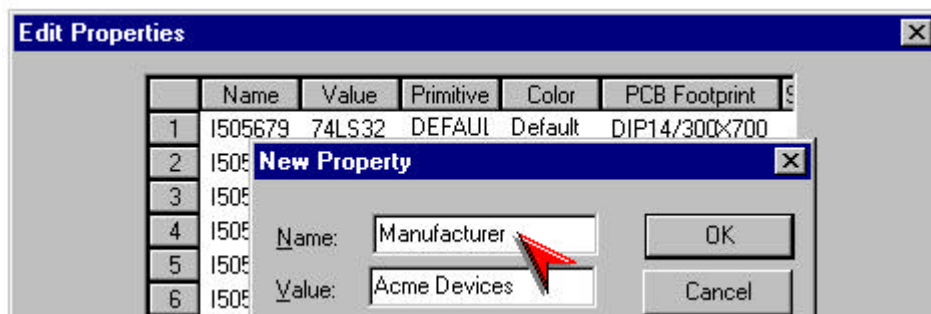 Edit Properties
Name Value Primitive Color PCB Footprint
1 I505679 74LS32 DEFAUL Default DIP14/300X700
2 I505
New Property
3 I505
4 I505
Name: Manufacturer OK
5 I505
Value: Acme Devices Cancel
6 I505